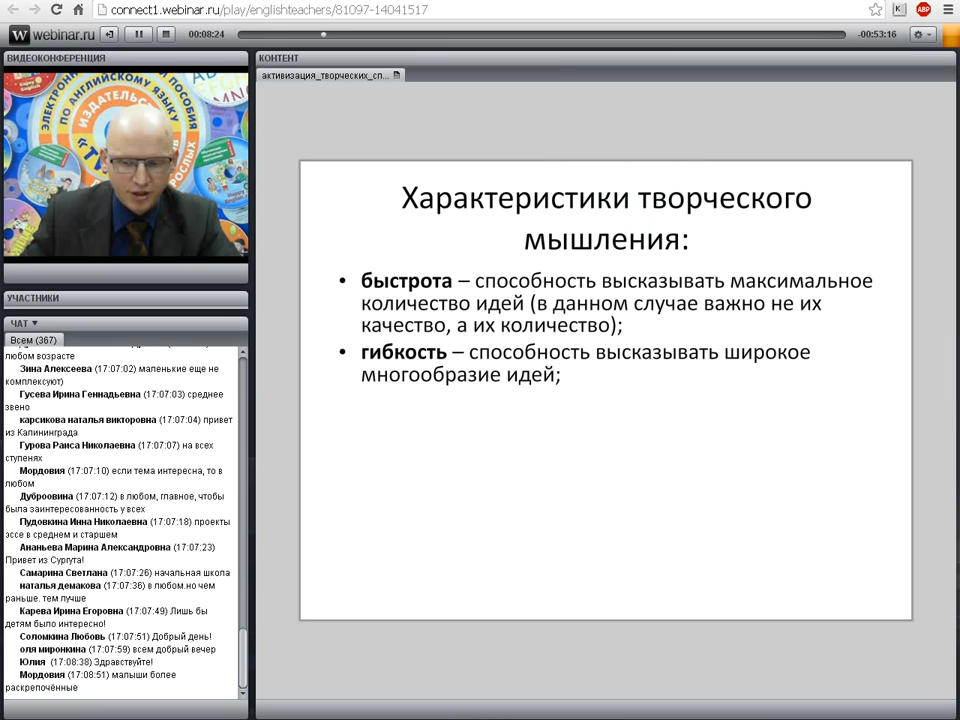 connect1.webinar.ru/play/englishteachers/81097-14041517
webinar.ru
00:08:24
-00:53:16
ВИДЕОКОНФЕРЕНЦИЯ
КОНТЕНТ
активизация_творческих_сп...
ЭЛЕКТРОННЫЕ ПОСОБИЯ
ПО АНГЛИЙСКОМУ ЯЗЫКУ
ИЗДАТЕЛЬС
Характеристики творческого
мышления:
• быстрота – способность высказывать максимальное
количество идей (в данном случае важно не их
качество, а их количество);
• гибкость – способность высказывать широкое
многообразие идей;
УЧАСТНИКИ
ЧАТ ▼
Всем (367)
любом возрасте
Зина Алексеева (17:07:02) маленькие еще не
комплексуют)
Гусева Ирина Геннадьевна (17:07:03) среднее
звено
карсикова наталья викторовна (17:07:04) привет
из Калининграда
Гурова Раиса Николаевна (17:07:07) на всех
ступенях
Мордовия (17:07:10) если тема интересна, то в
любом
Дуброовина (17:07:12) в любом, главное, чтобы
была заинтересованность у всех
Пудовкина Инна Николаевна (17:07:18) проекты
эссе в среднем и старшем
Ананьева Марина Александровна (17:07:23)
Привет из Сургута!
Самарина Светлана (17:07:26) начальная школа
наталья демакова (17:07:36) в любом.но чем
раньше. тем лучше
Карева Ирина Егоровна (17:07:49) Лишь бы
детям было интересно!
Соломкина Любовь (17:07:51) Добрый день!
оля миронкина (17:07:59) всем добрый вечер
Юлия (17:08:38) Здравствуйте!
Мордовия (17:08:51) малыши более
раскрепочённые